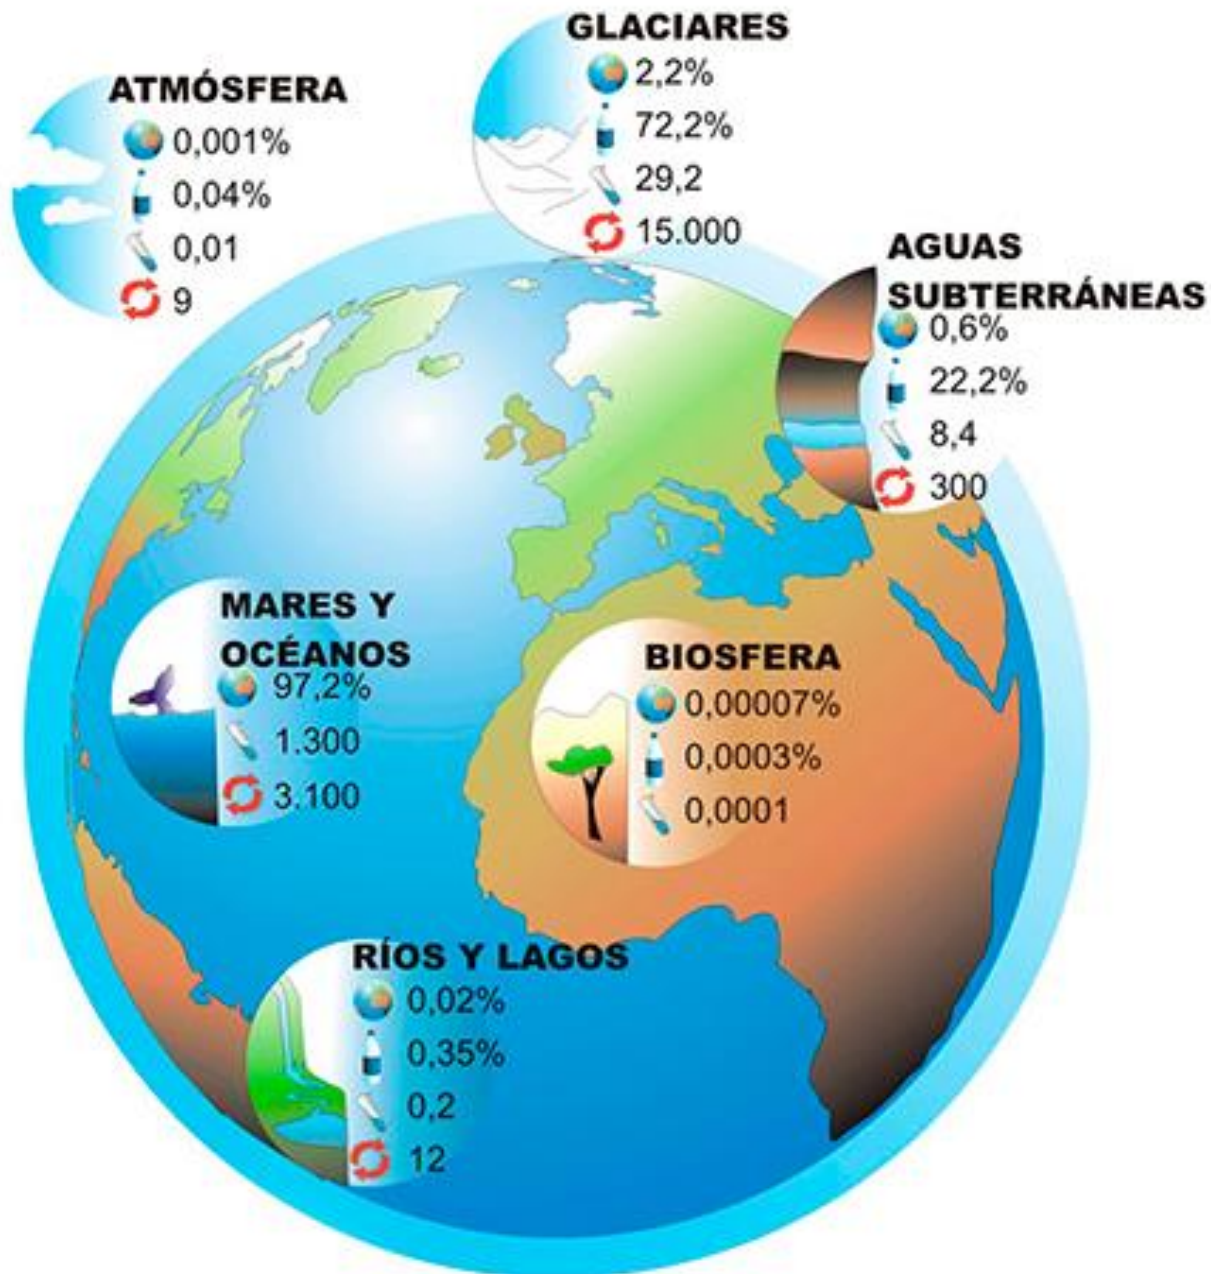 GLACIARES
2,2%
72,2%
29,2
15.000
ATMÓSFERA
0,001%
0,04%
0,01
9
AGUAS
SUBTERRÁNEAS
0,6%
22,2%
8,4
300
MARES Y
OCÉANOS
97,2%
1.300
3.100
BIOSFERA
0,00007%
0,0003%
0,0001
RÍOS Y LAGOS
0,02%
0,35%
0,2
12